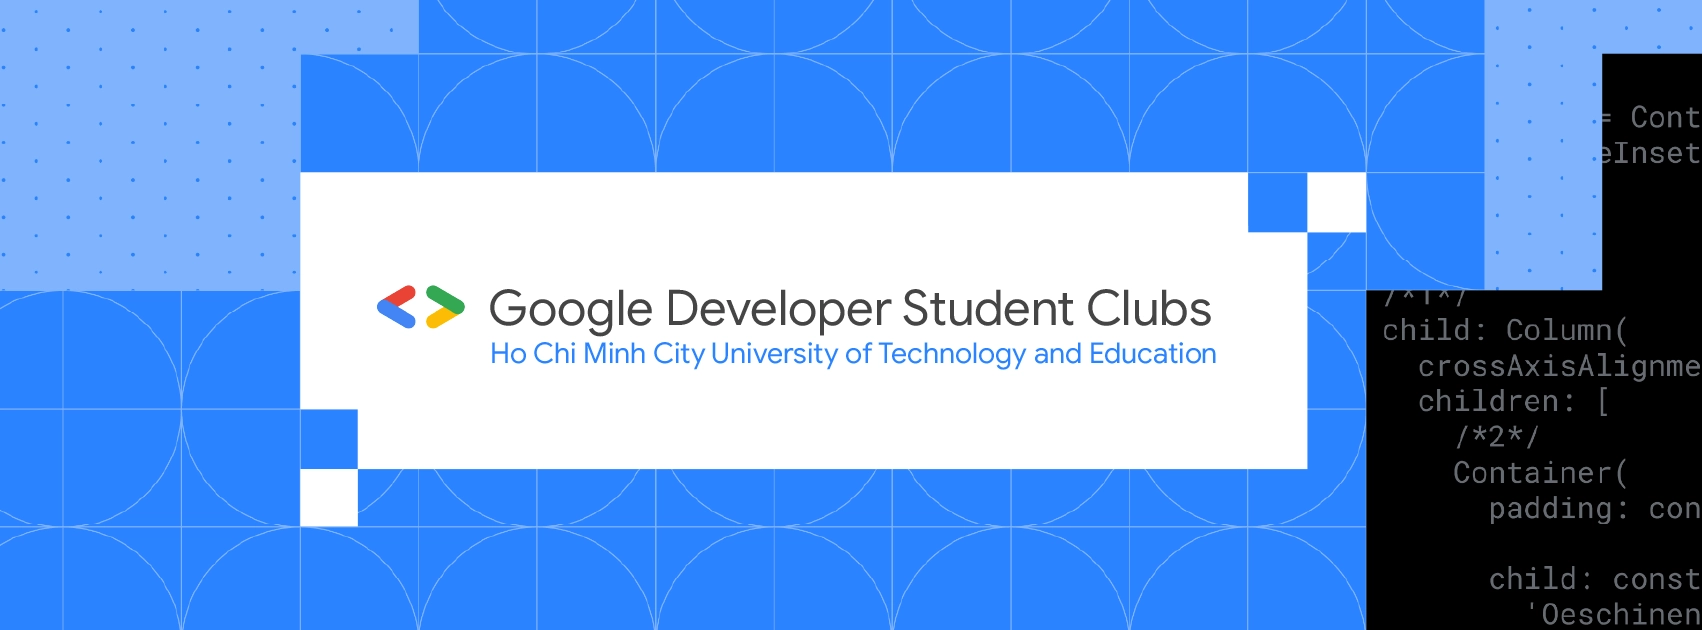 Google Developer Student Clubs
Ho Chi Minh City University of Technology and Education
= Cont
eInset
/*1*/
child: Column(
crossAxisAlignme
children: [
/*2*/
Container(
padding: con
child: const
'Oeschinen